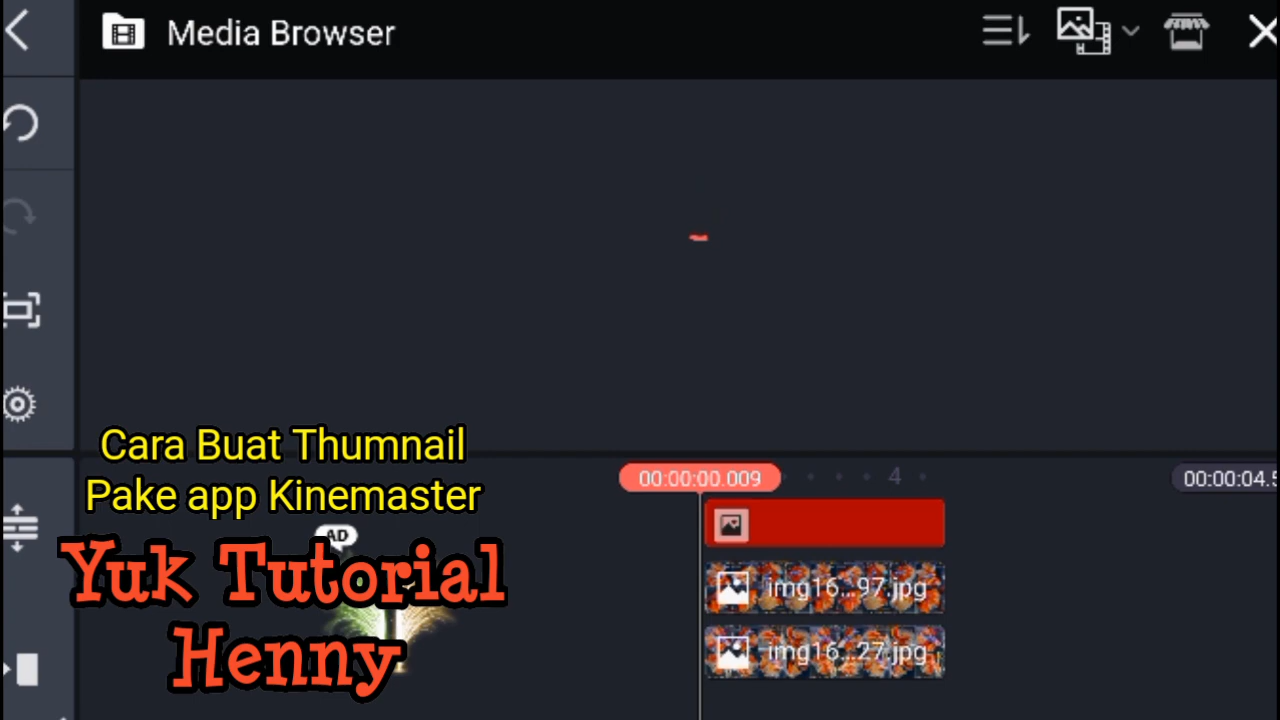 Media Browser
Cara Buat Thumnail
Pake app Kinemaster
00:00:00.009
4
00:00:04.5
AD
Yuk Tutorial
Henny
img16...97.jpg
img16...27.jpg